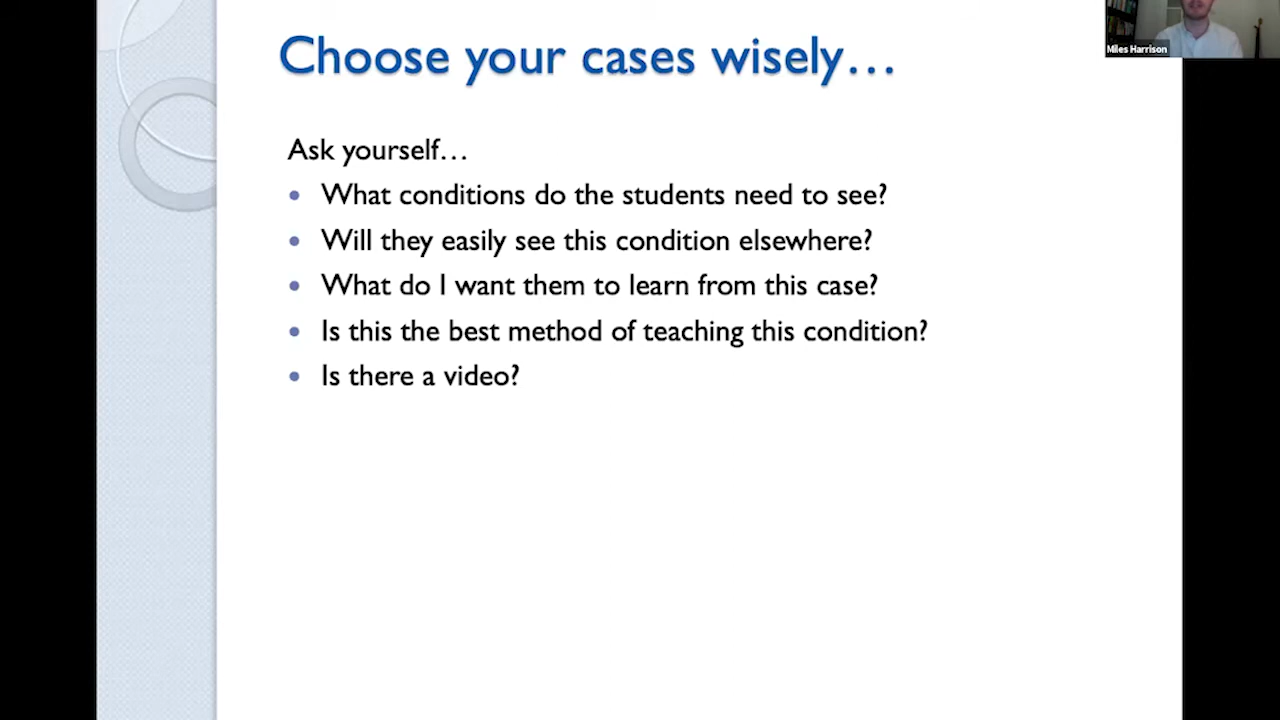 Choose your cases wisely…
Miles Harrison
Ask yourself…
• What conditions do the students need to see?
• Will they easily see this condition elsewhere?
• What do I want them to learn from this case?
• Is this the best method of teaching this condition?
• Is there a video?